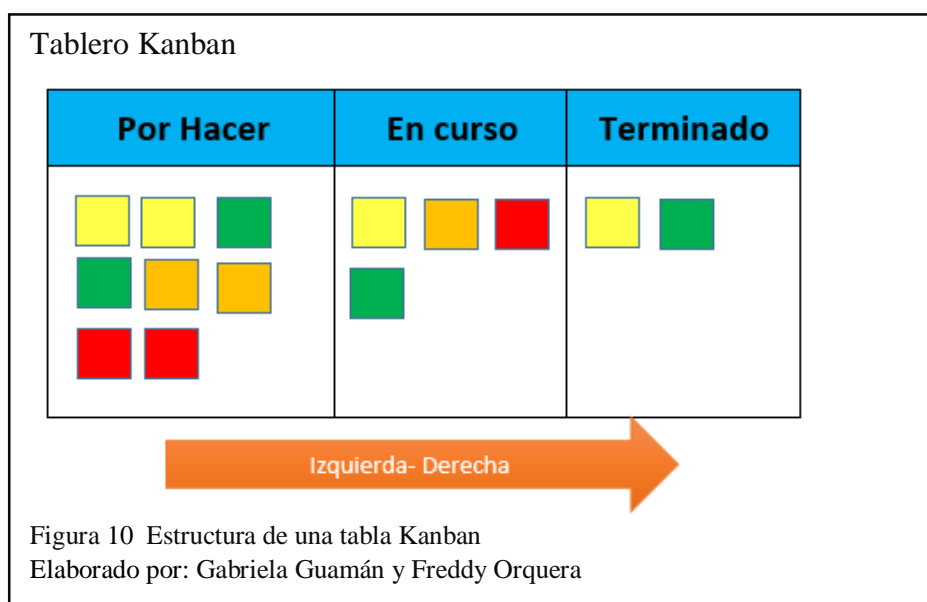 Tablero Kanban
Por Hacer
En curso
Terminado
Izquierda- Derecha
Figura 10  Estructura de una tabla Kanban
Elaborado por: Gabriela Guamán y Freddy Orquera